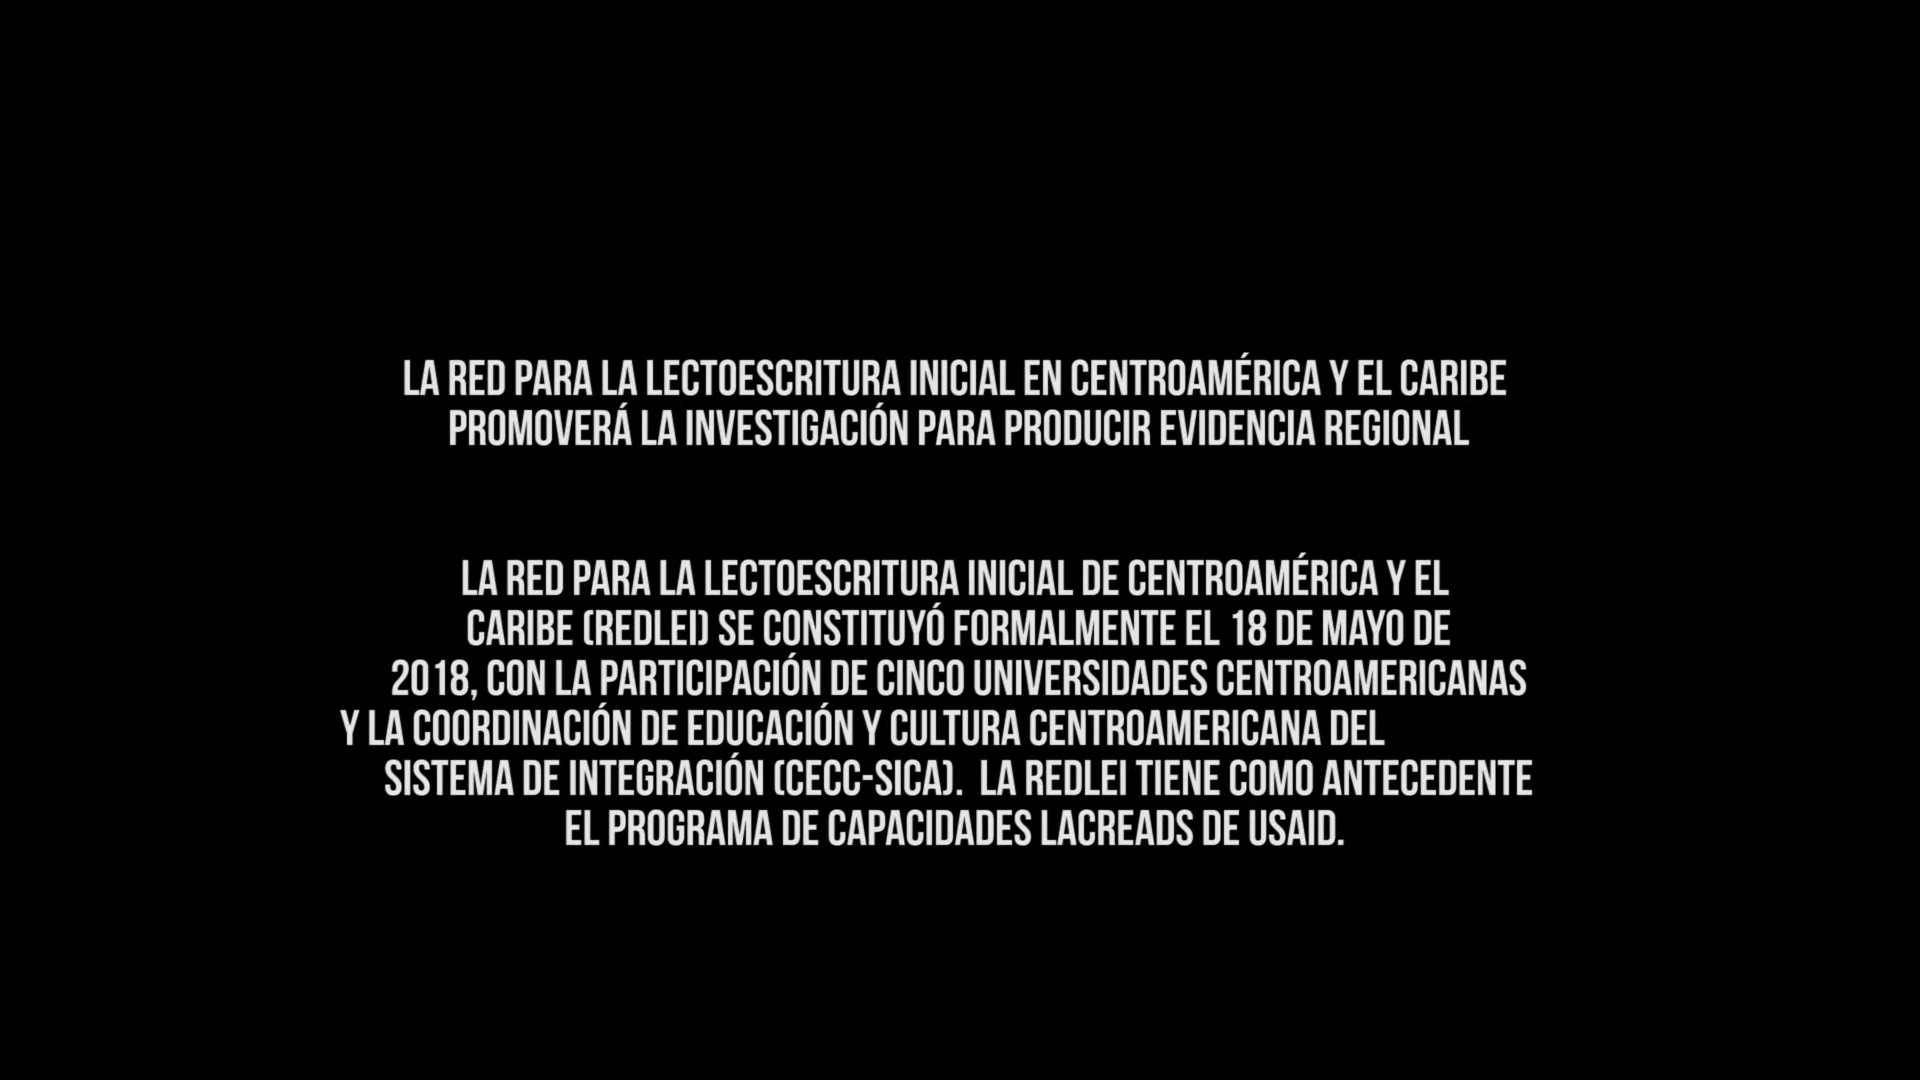 LA RED PARA LA LECTOESCRITURA INICIAL EN CENTROAMÉRICA Y EL CARIBE
PROMOVERÁ LA INVESTIGACIÓN PARA PRODUCIR EVIDENCIA REGIONAL
LA RED PARA LA LECTOESCRITURA INICIAL DE CENTROAMÉRICA Y EL
CARIBE (REDLEI) SE CONSTITUYÓ FORMALMENTE EL 18 DE MAYO DE
2018, CON LA PARTICIPACIÓN DE CINCO UNIVERSIDADES CENTROAMERICANAS
Y LA COORDINACIÓN DE EDUCACIÓN Y CULTURA CENTROAMERICANA DEL
SISTEMA DE INTEGRACIÓN (CECC-SICA). LA REDLEI TIENE COMO ANTECEDENTE
EL PROGRAMA DE CAPACIDADES LACREADS DE USAID.